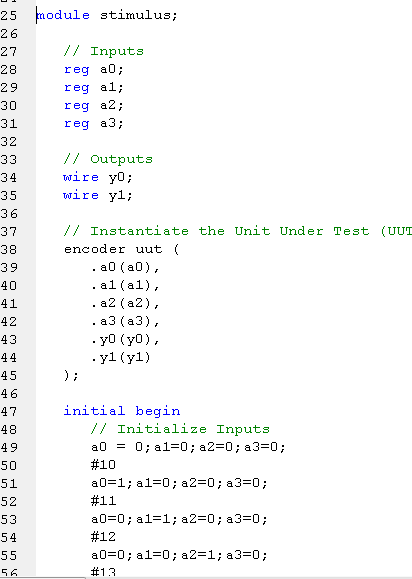 25 module stimulus;
26
27 // Inputs
28 reg a0;
29 reg a1;
30 reg a2;
31 reg a3;
32
33 // Outputs
34 wire y0;
35 wire y1;
36
37 // Instantiate the Unit Under Test (UUT
38 encoder uut (
39 .a0(a0),
40 .a1(a1),
41 .a2(a2),
42 .a3(a3),
43 .y0(y0),
44 .y1(y1)
45 );
46
47 initial begin
48 // Initialize Inputs
49 a0 = 0;a1=0;a2=0;a3=0;
50 #10
51 a0=1;a1=0;a2=0;a3=0;
52 #11
53 a0=0;a1=1;a2=0;a3=0;
54 #12
55 a0=0;a1=0;a2=1;a3=0;
56 #13